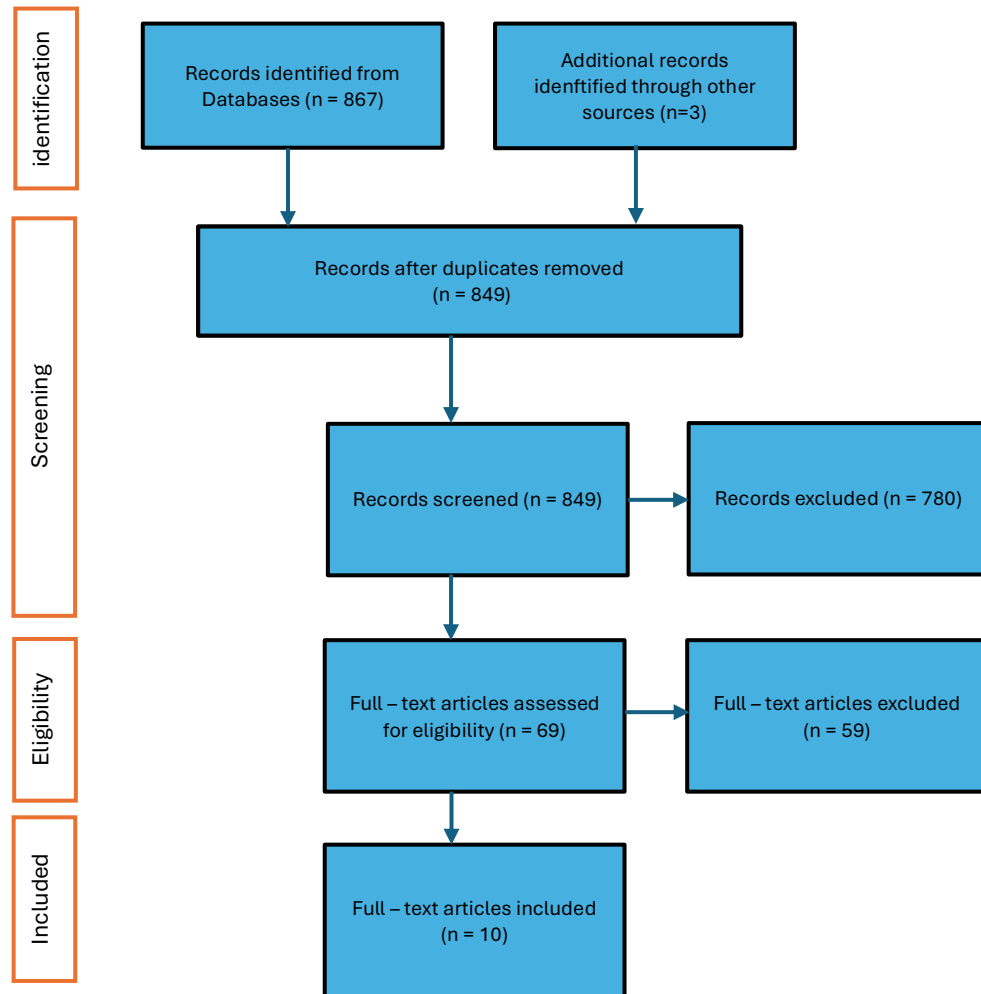 identification
Records identified from
Databases (n = 867)
Additional records
idenftified through other
sources (n=3)
Screening
Records after duplicates removed
(n = 849)
Records screened (n = 849)
Records excluded (n = 780)
Eligibility
Full – text articles assessed
for eligibility (n = 69)
Full – text articles excluded
(n = 59)
Included
Full – text articles included
(n = 10)